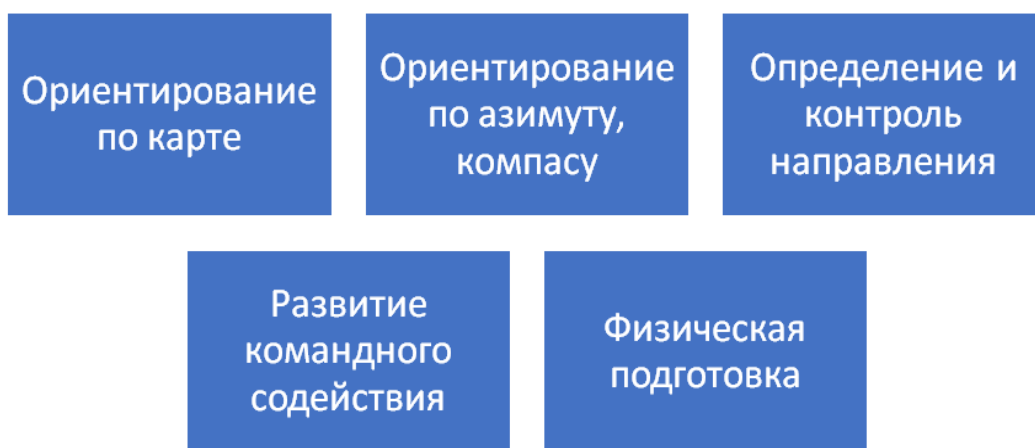 Ориентирование
по карте
Ориентирование
по азимуту,
компасу
Определение и
контроль
направления
Развитие
командного
содействия
Физическая
подготовка